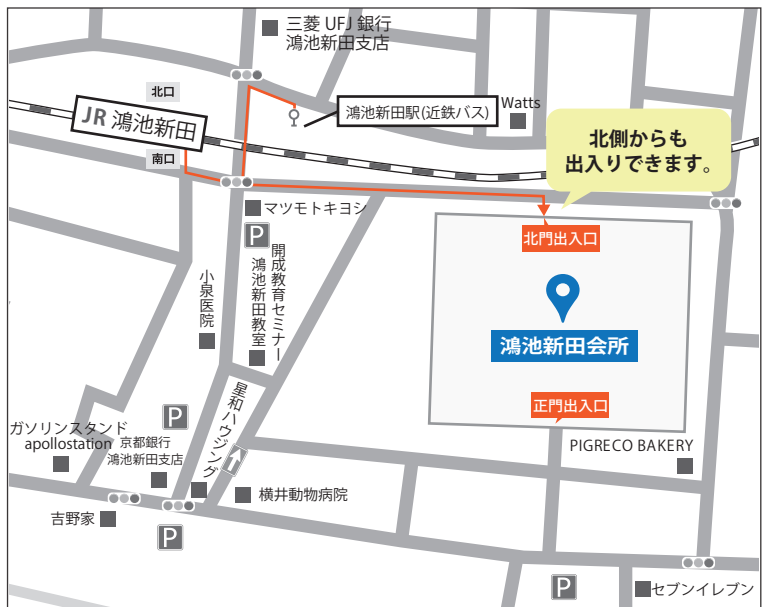 三菱 UFJ 銀行
鴻池新田支店
北口
JR 鴻池新田
南口
鴻池新田駅(近鉄バス)
Watts
北側からも
出入りできます。
マツモトキヨシ
P
開成教育セミナー
鴻池新田教室
小泉医院
北門出入口
鴻池新田会所
正門出入口
星和ハウジング
P
ガソリンスタンド
apollostation
京都銀行
鴻池新田支店
PIGRECO BAKERY
横井動物病院
吉野家
P
P
セブンイレブン